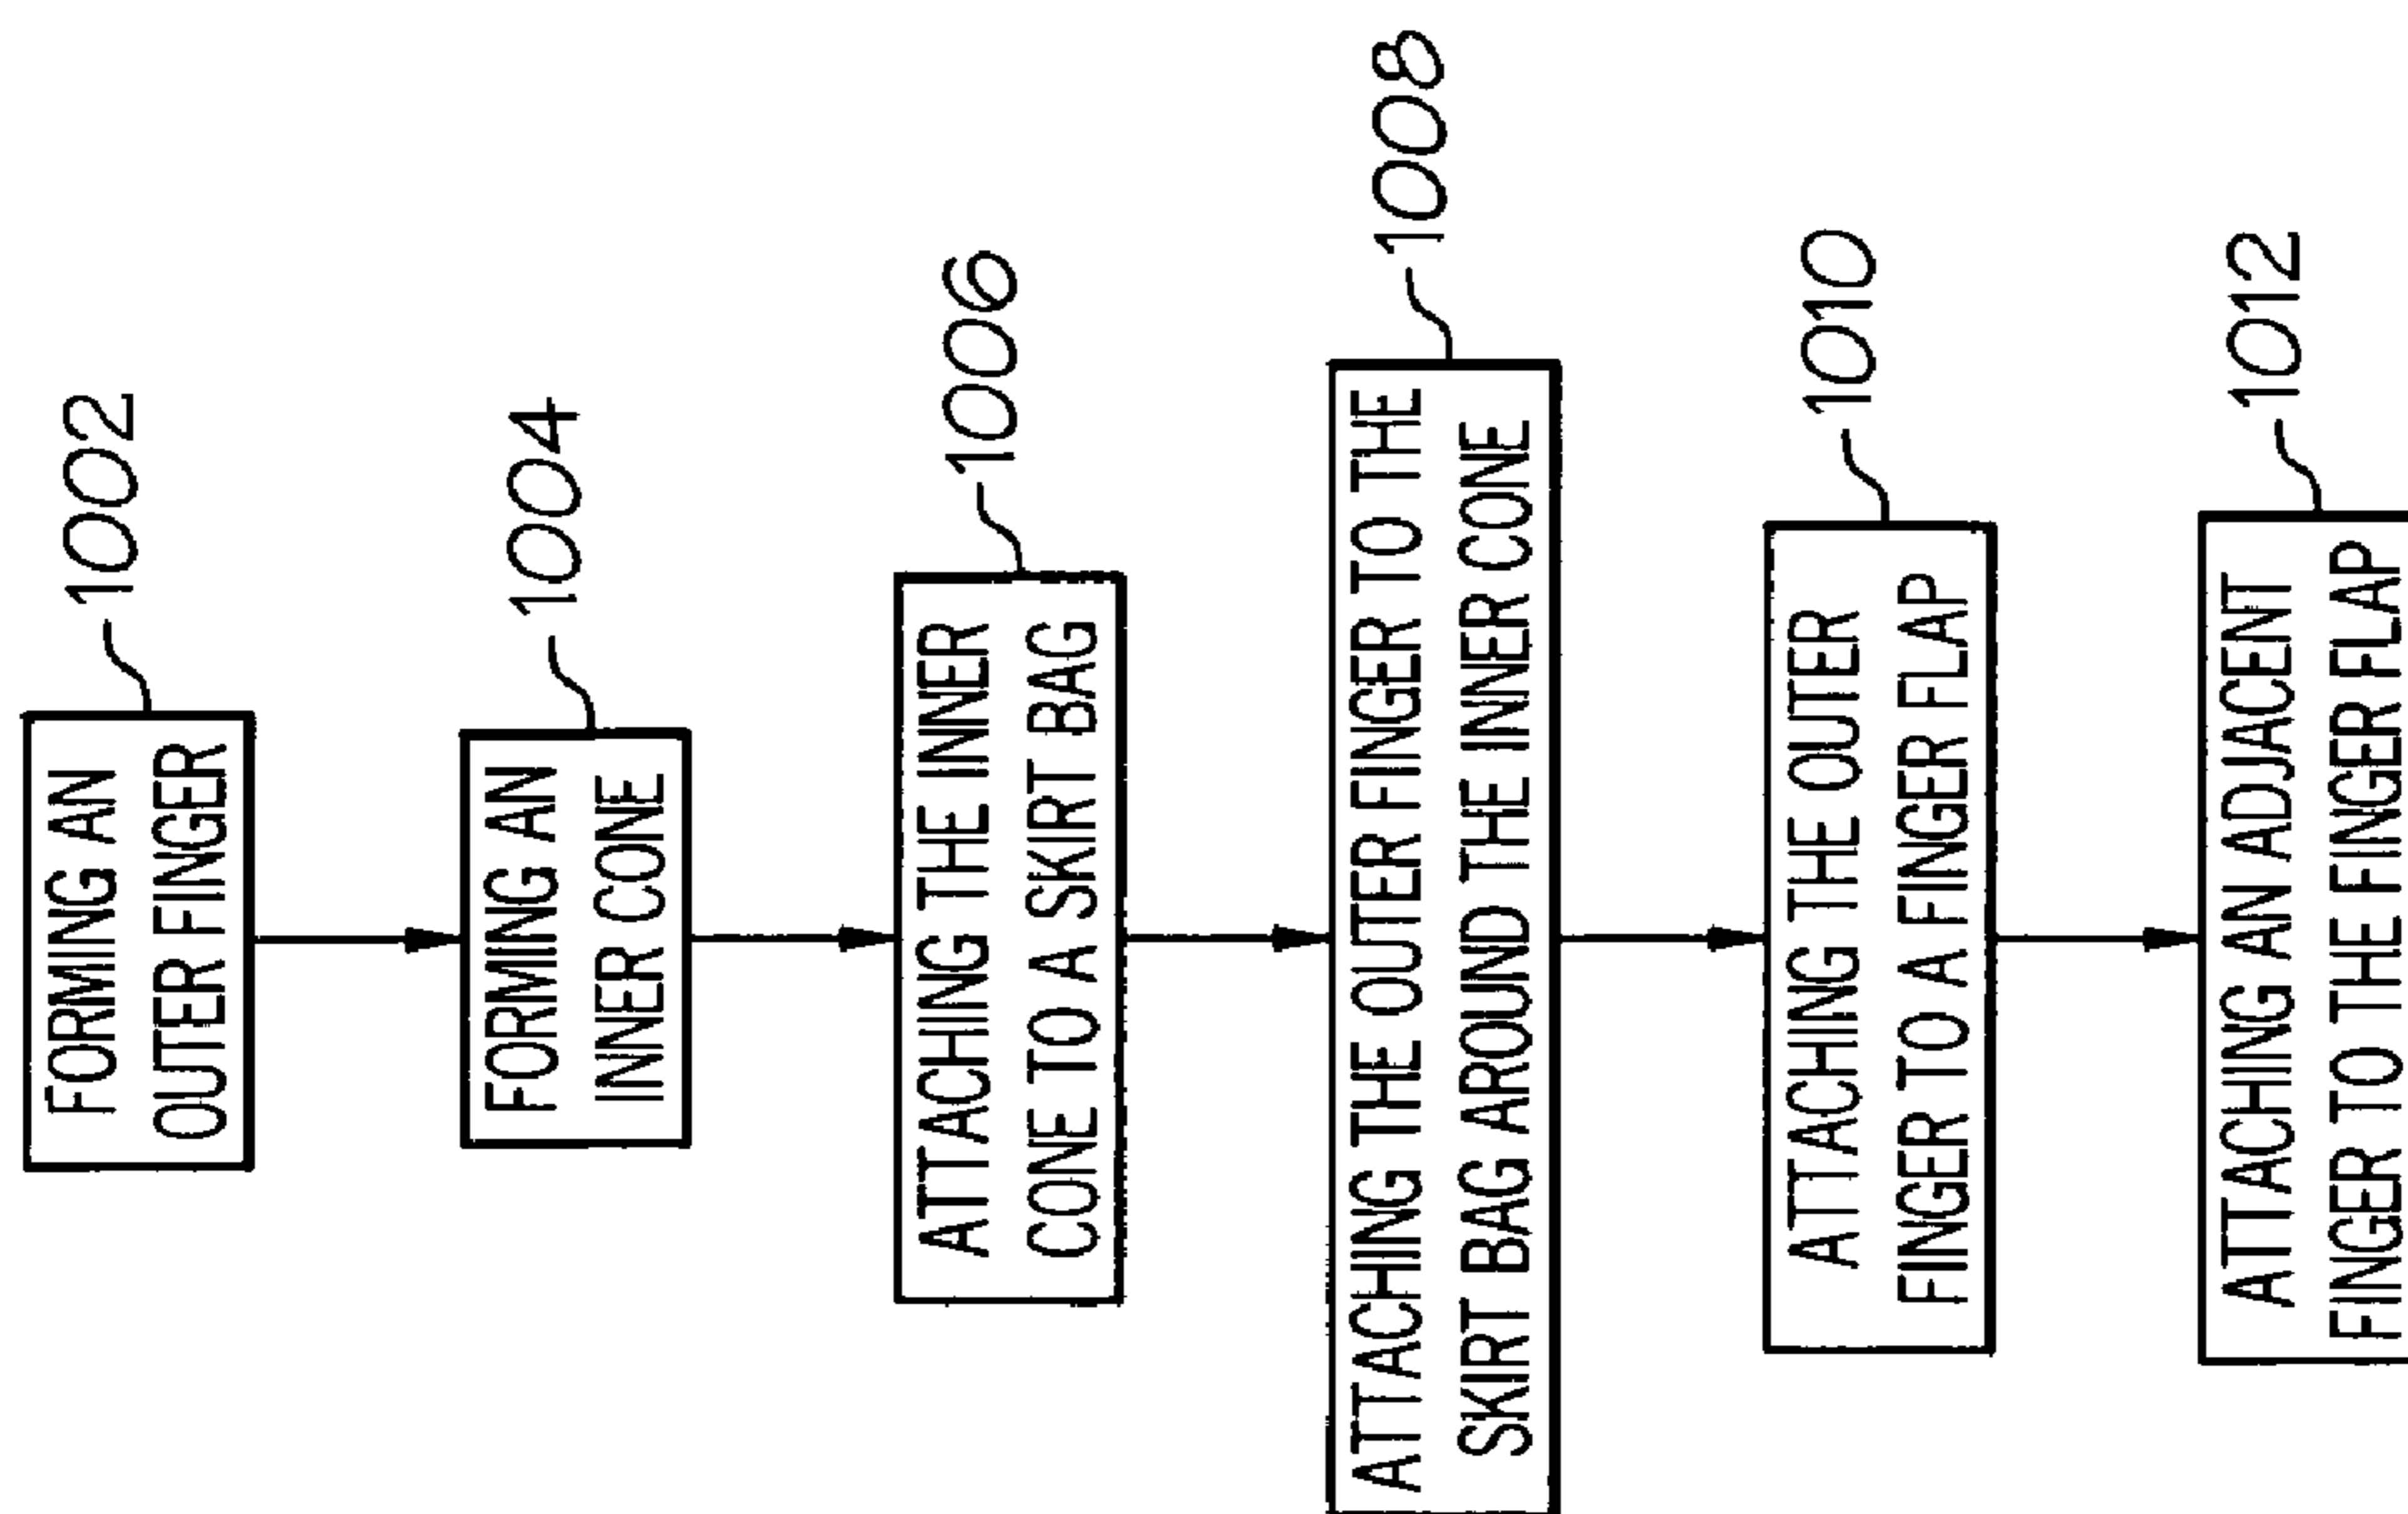 FORMING AN
OUTER FINGER
1002
FORMING AN
INNER CONE
1004
ATTACHING THE INNER
CONE TO A SKIRT BAG
1006
ATTACHING THE OUTER FINGER TO THE
SKIRT BAG AROUND THE INNER CONE
1008
ATTACHING THE OUTER
FINGER TO A FINGER FLAP
1010
ATTACHING AN ADJACENT
FINGER TO THE FINGER FLAP
1012